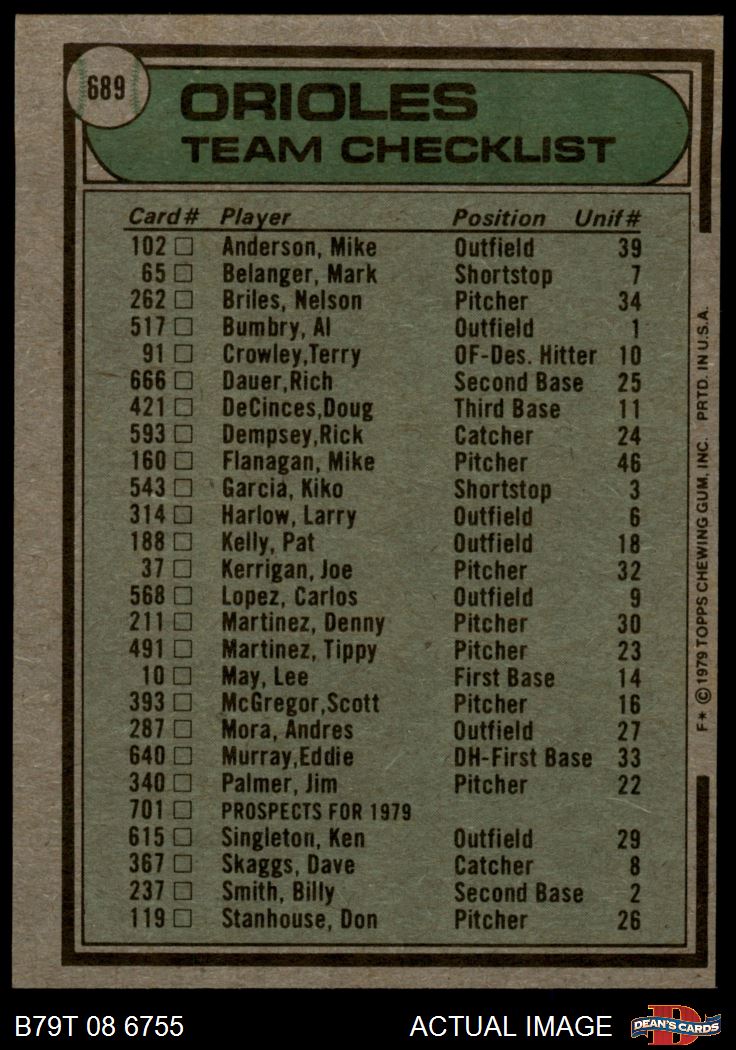 689
ORIOLES
TEAM CHECKLIST
Card# Player Position Unif#
102 □ Anderson, Mike Outfield 39
65 □ Belanger, Mark Shortstop 7
262 □ Briles, Nelson Pitcher 34
517 □ Bumbry, Al Outfield 1
91 □ Crowley,Terry OF-Des. Hitter 10
666 □ Dauer,Rich Second Base 25
421 □ DeCinces,Doug Third Base 11
593 □ Dempsey,Rick Catcher 24
160 □ Flanagan, Mike Pitcher 46
543 □ Garcia, Kiko Shortstop 3
314 □ Harlow, Larry Outfield 6
188 □ Kelly, Pat Outfield 18
37 □ Kerrigan, Joe Pitcher 32
568 □ Lopez, Carlos Outfield 9
211 □ Martinez, Denny Pitcher 30
491 □ Martinez, Tippy Pitcher 23
10 □ May, Lee First Base 14
393 □ McGregor,Scott Pitcher 16
287 □ Mora, Andres Outfield 27
640 □ Murray,Eddie DH-First Base 33
340 □ Palmer, Jim Pitcher 22
701 □ PROSPECTS FOR 1979
615 □ Singleton, Ken Outfield 29
367 □ Skaggs, Dave Catcher 8
237 □ Smith, Billy Second Base 2
119 □ Stanhouse, Don Pitcher 26
F* © 1979 TOPPS CHEWING GUM, INC. PRTD. IN U.S.A.
B79T 08 6755 ACTUAL IMAGE
D
DEAN'S CARDS